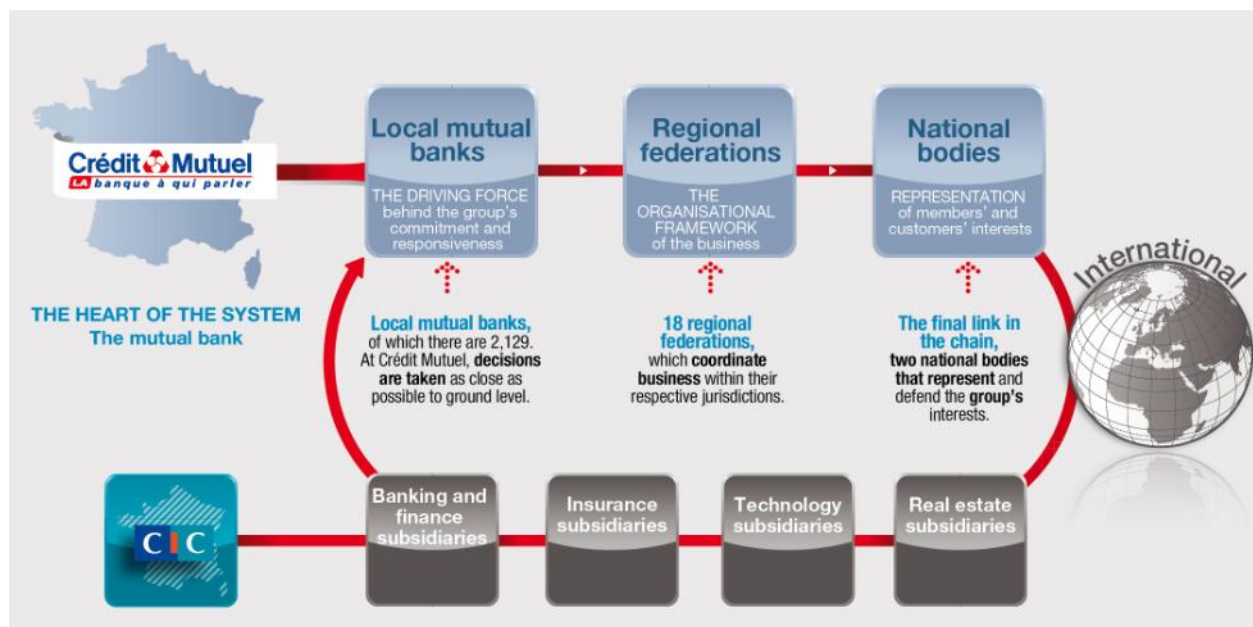 Crédit Mutuel
LA banque à qui parler
THE HEART OF THE SYSTEM
The mutual bank
Local mutual
banks
THE DRIVING FORCE
behind the group's
commitment and
responsiveness
Regional
federations
THE
ORGANISATIONAL
FRAMEWORK
of the business
National
bodies
REPRESENTATION
of members' and
customers' interests
International
Local mutual banks,
of which there are 2,129.
At Crédit Mutuel, decisions
are taken as close as
possible to ground level.
18 regional
federations,
which coordinate
business within their
respective jurisdictions.
The final link in
the chain,
two national bodies
that represent and
defend the group's
interests.
CIC
Banking and
finance
subsidiaries
Insurance
subsidiaries
Technology
subsidiaries
Real estate
subsidiaries